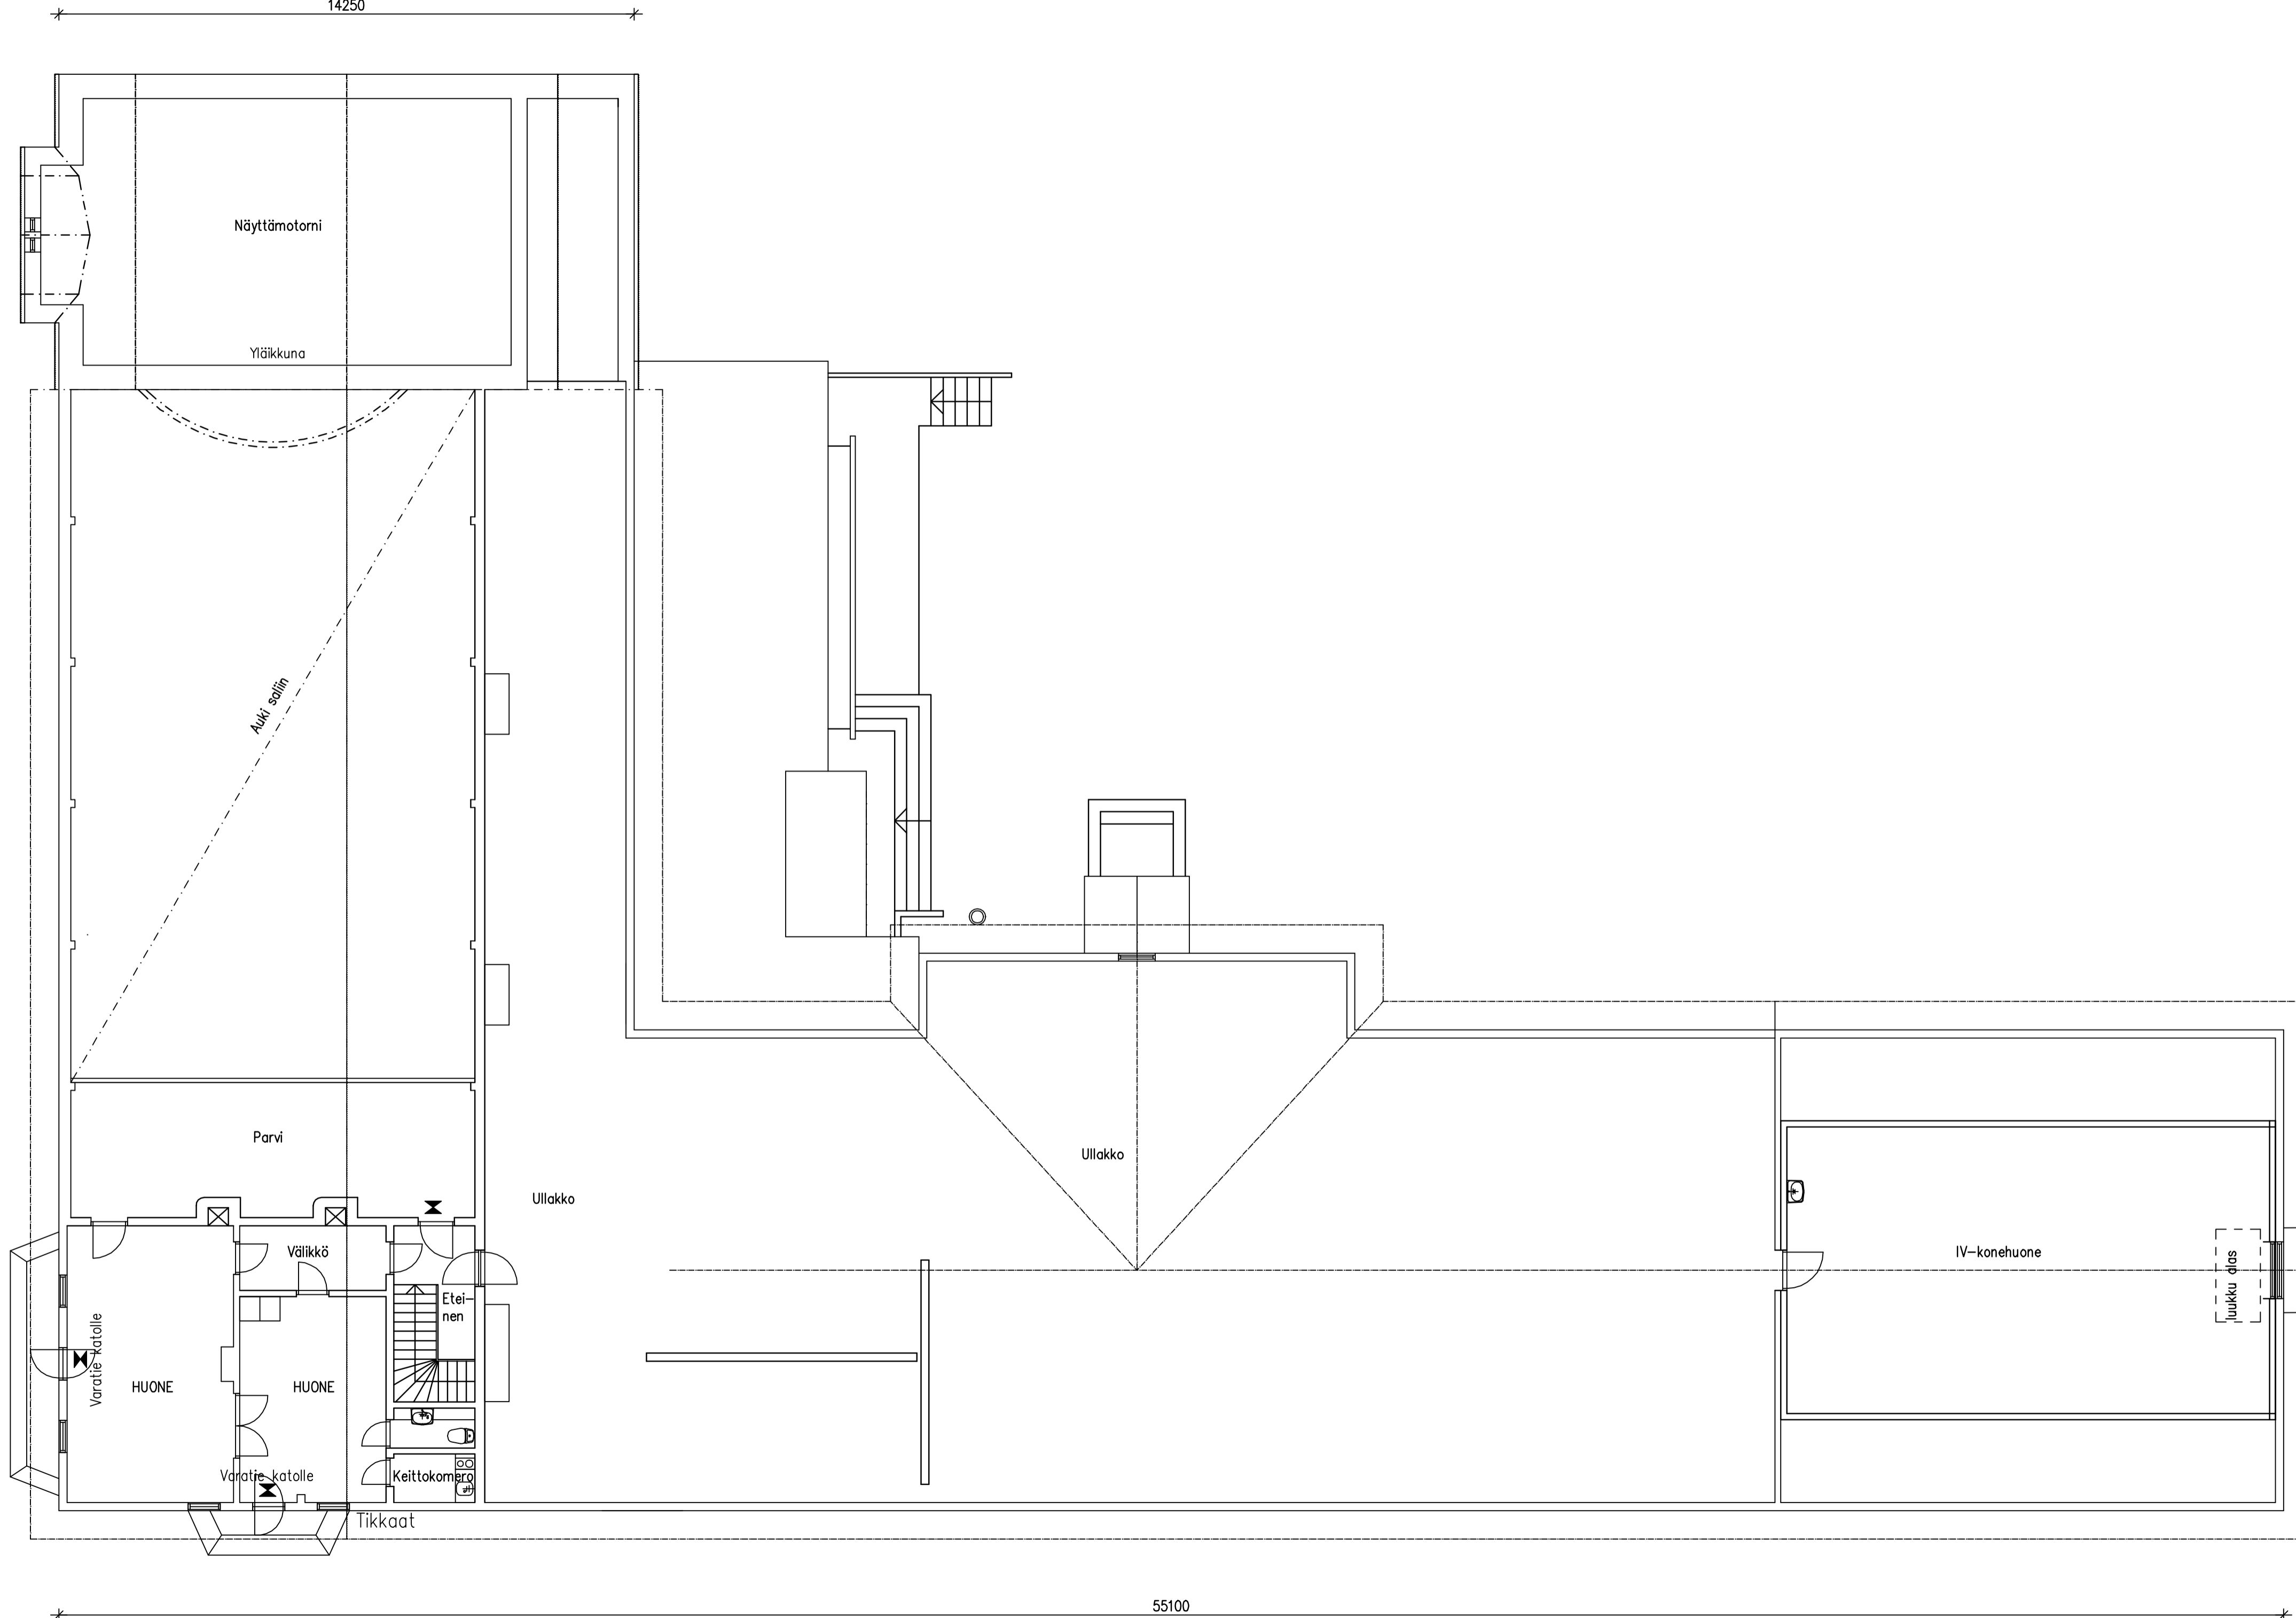 14250
Näyttämotorni
Yläikkuna
Auki saliin
Parvi
Ullakko
Ullakko
Välikkö
IV-konehuone
luukku alas
Etei-
nen
Varatie katolle
HUONE
HUONE
Varatie katolle
Keittokomero
Tikkaat
55100